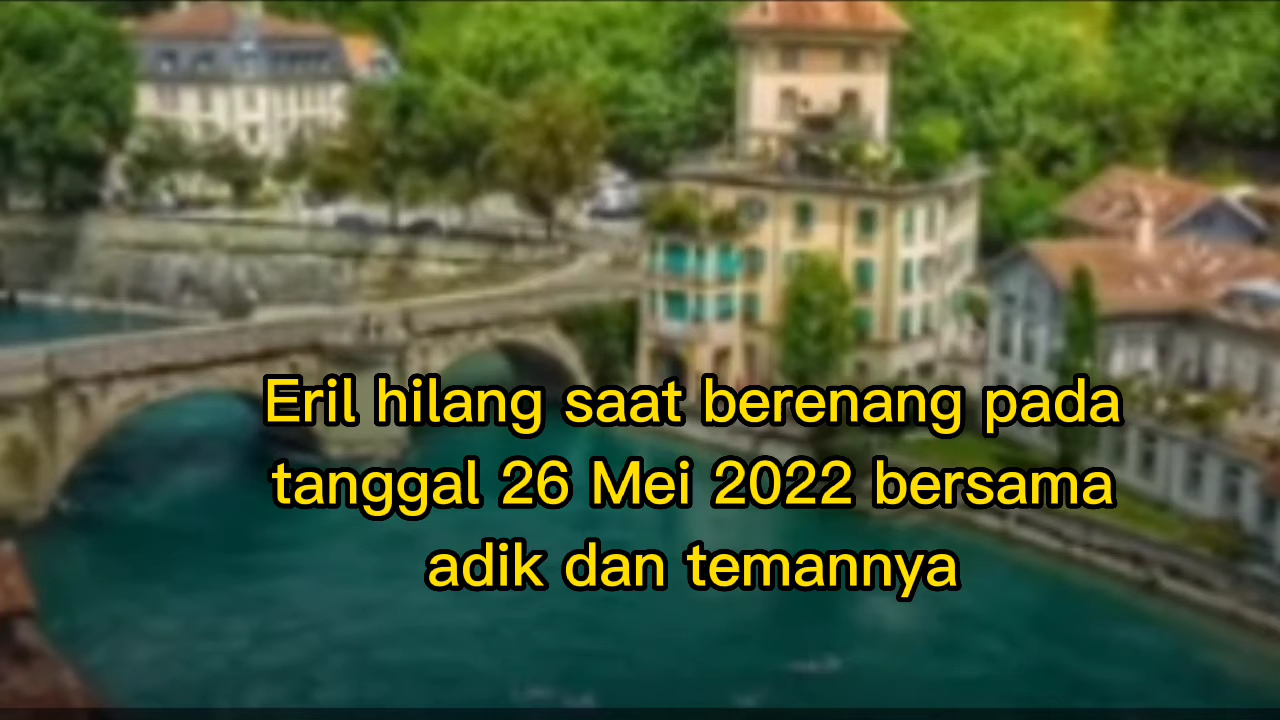 Eril hilang saat berenang pada
tanggal 26 Mei 2022 bersama
adik dan temannya